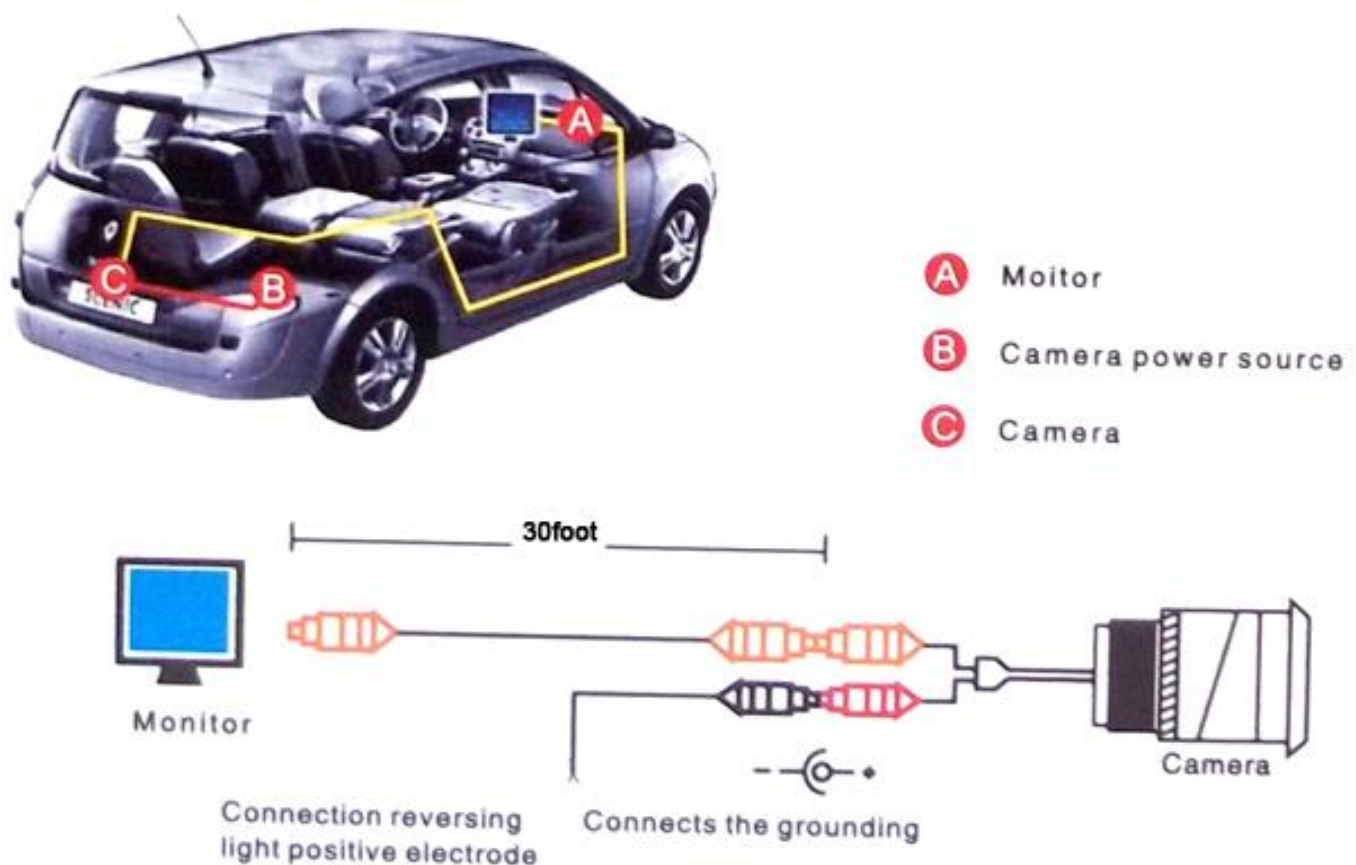 A
C
B
SCENIC
A Moitor
B Camera power source
C Camera
30foot
Monitor
Camera
Connection reversing
light positive electrode
Connects the grounding